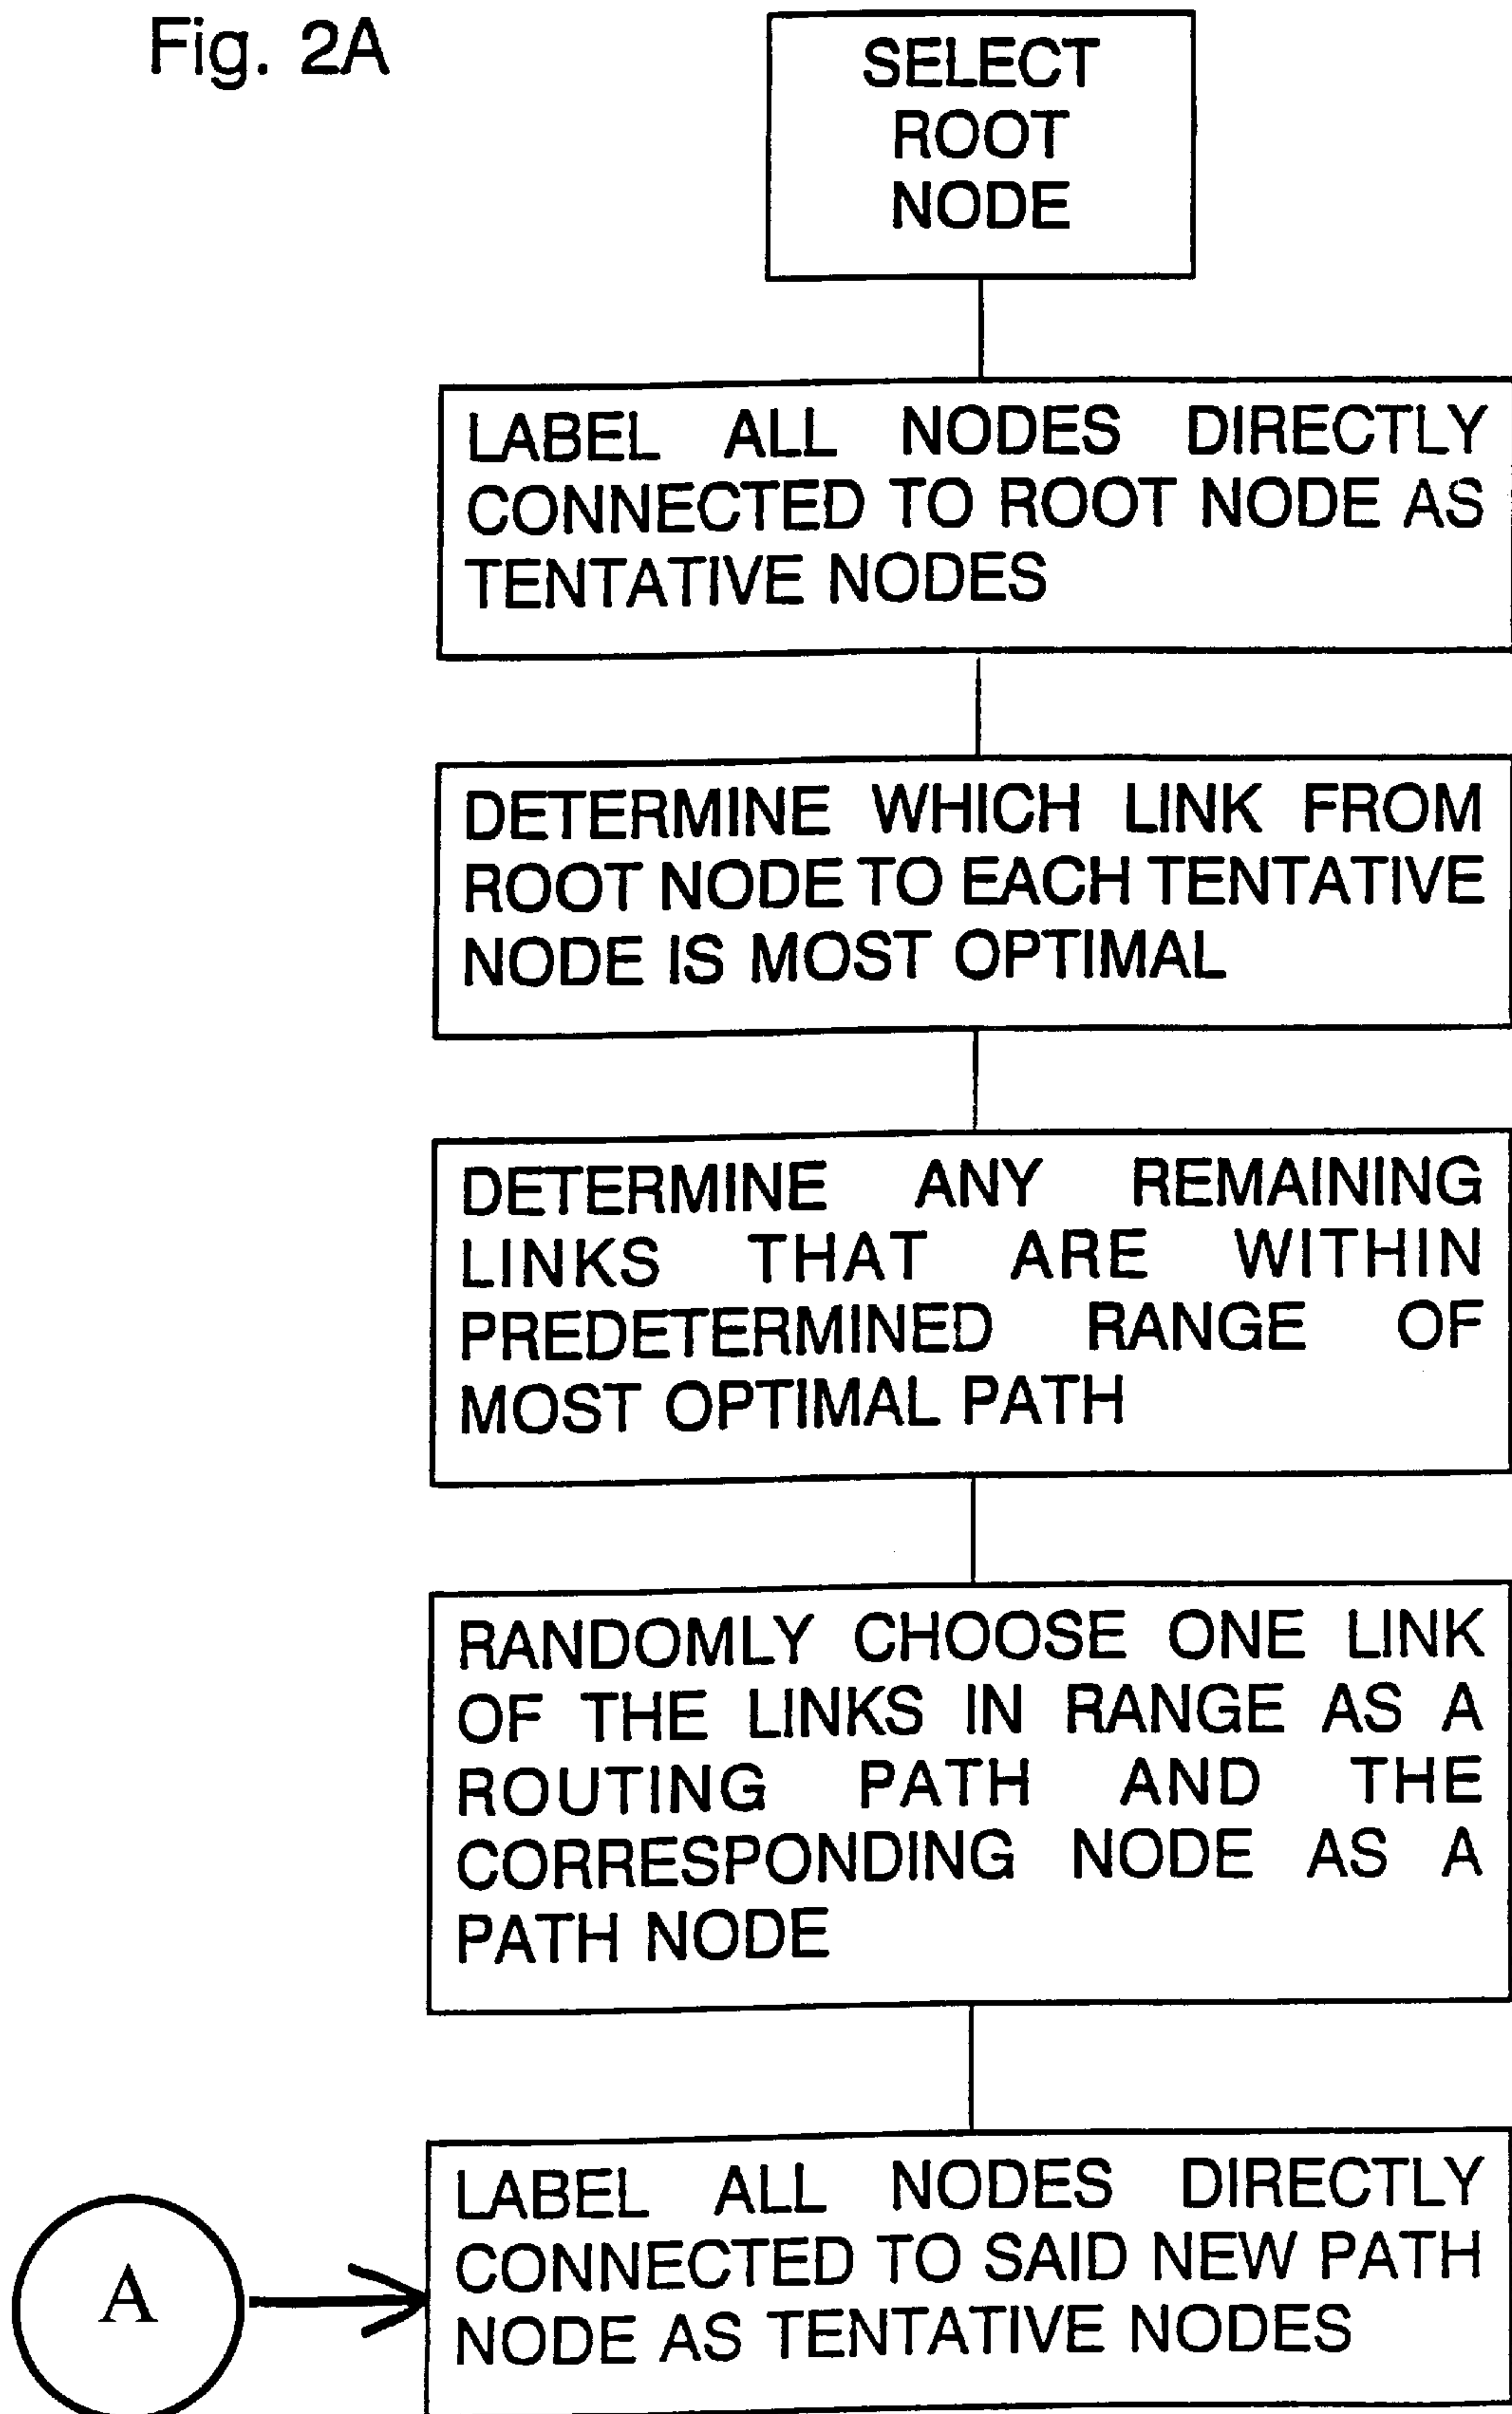 Fig. 2A
SELECT
ROOT
NODE
LABEL ALL NODES DIRECTLY
CONNECTED TO ROOT NODE AS
TENTATIVE NODES
DETERMINE WHICH LINK FROM
ROOT NODE TO EACH TENTATIVE
NODE IS MOST OPTIMAL
DETERMINE ANY REMAINING
LINKS THAT ARE WITHIN
PREDETERMINED RANGE OF
MOST OPTIMAL PATH
RANDOMLY CHOOSE ONE LINK
OF THE LINKS IN RANGE AS A
ROUTING PATH AND THE
CORRESPONDING NODE AS A
PATH NODE
A
LABEL ALL NODES DIRECTLY
CONNECTED TO SAID NEW PATH
NODE AS TENTATIVE NODES